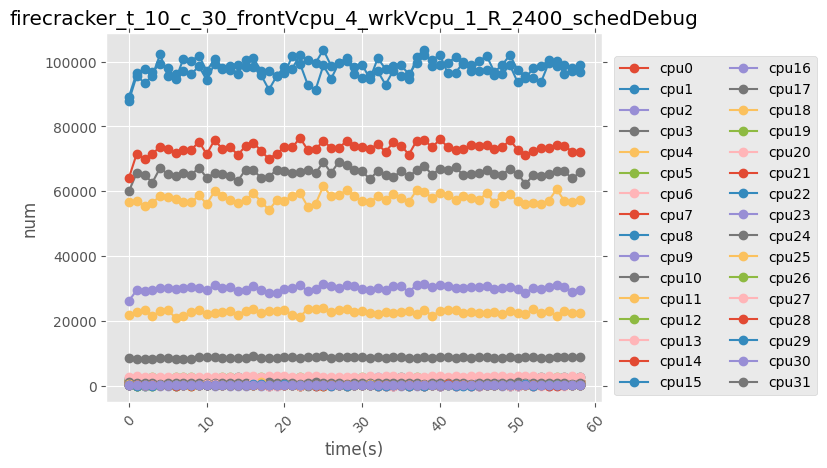 firecracker_t_10_c_30_frontVcpu_4_wrkVcpu_1_R_2400_schedDebug
100000
80000
60000
40000
20000
0
num
0
10
20
30
40
50
60
time(s)
cpu0
cpu1
cpu2
cpu3
cpu4
cpu5
cpu6
cpu7
cpu8
cpu9
cpu10
cpu11
cpu12
cpu13
cpu14
cpu15
cpu16
cpu17
cpu18
cpu19
cpu20
cpu21
cpu22
cpu23
cpu24
cpu25
cpu26
cpu27
cpu28
cpu29
cpu30
cpu31